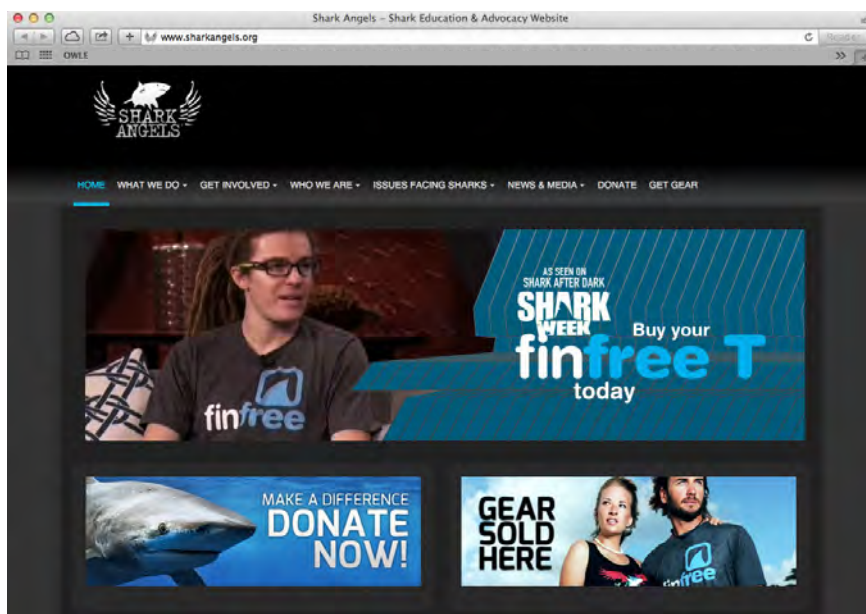 Shark Angels – Shark Education & Advocacy Website
www.sharkangels.org
Reader
OWLE
SHARK
ANGELS
HOME WHAT WE DO GET INVOLVED WHO WE ARE ISSUES FACING SHARKS NEWS & MEDIA DONATE GET GEAR
finfree
AS SEEN ON
SHARK AFTER DARK
SHARK
WEEK
Buy your
finfree T
today
MAKE A DIFFERENCE
DONATE
NOW!
GEAR
SOLD
HERE
finfree